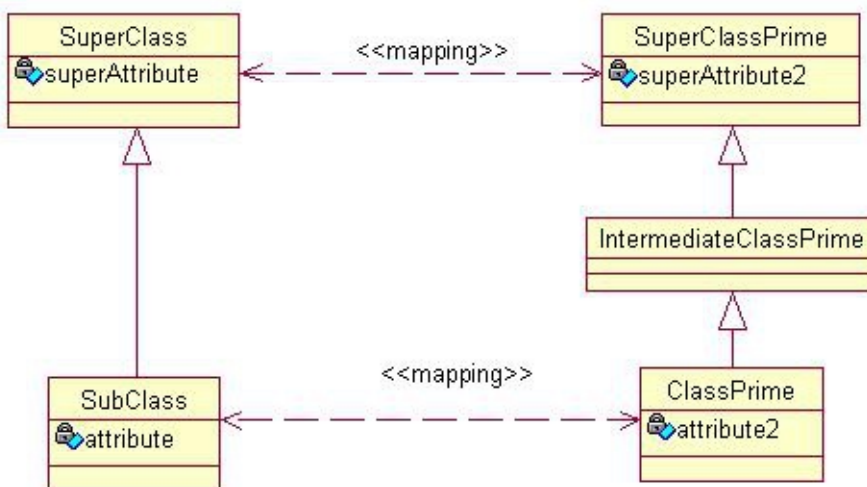 SuperClass
superAttribute
<<mapping>>
SuperClassPrime
superAttribute2
IntermediateClassPrime
SubClass
attribute
<<mapping>>
ClassPrime
attribute2